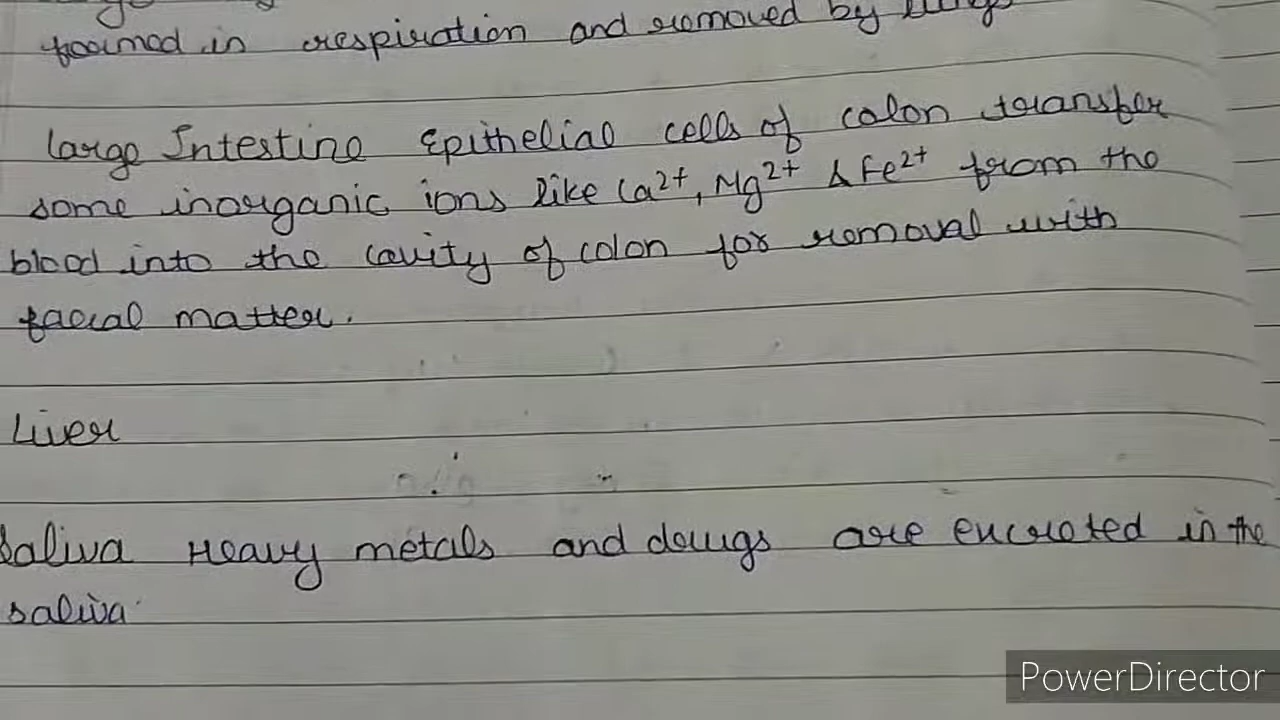 formed in respiration and removed by lungs
Large Intestine Epithelial cells of colon transfer
some inorganic ions like Ca²⁺, Mg²⁺ & Fe²⁺ from the
blood into the cavity of colon for removal with
faecal matter.
Liver
Saliva Heavy metals and drugs are excreted in the
saliva
PowerDirector